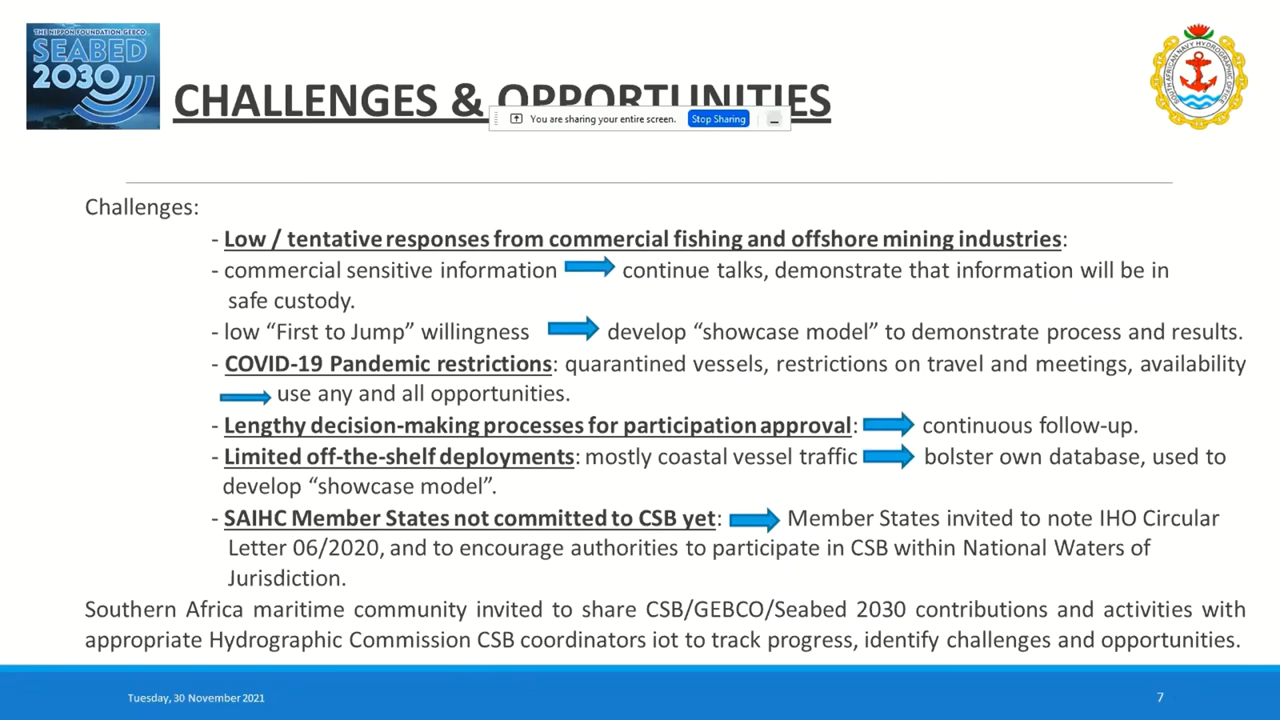 THE NIPPON FOUNDATION-GEBCO
SEABED
2030
SOUTH AFRICAN NAVY HYDROGRAPHIC OFFICE
CHALLENGES & OPPORTUNITIES
You are sharing your entire screen. Stop Sharing
Challenges:
- Low / tentative responses from commercial fishing and offshore mining industries:
- commercial sensitive information continue talks, demonstrate that information will be in
safe custody.
- low “First to Jump” willingness develop “showcase model” to demonstrate process and results.
- COVID-19 Pandemic restrictions: quarantined vessels, restrictions on travel and meetings, availability
use any and all opportunities.
- Lengthy decision-making processes for participation approval: continuous follow-up.
- Limited off-the-shelf deployments: mostly coastal vessel traffic bolster own database, used to
develop “showcase model”.
- SAIHC Member States not committed to CSB yet: Member States invited to note IHO Circular
Letter 06/2020, and to encourage authorities to participate in CSB within National Waters of
Jurisdiction.
Southern Africa maritime community invited to share CSB/GEBCO/Seabed 2030 contributions and activities with
appropriate Hydrographic Commission CSB coordinators iot to track progress, identify challenges and opportunities.
Tuesday, 30 November 2021
7